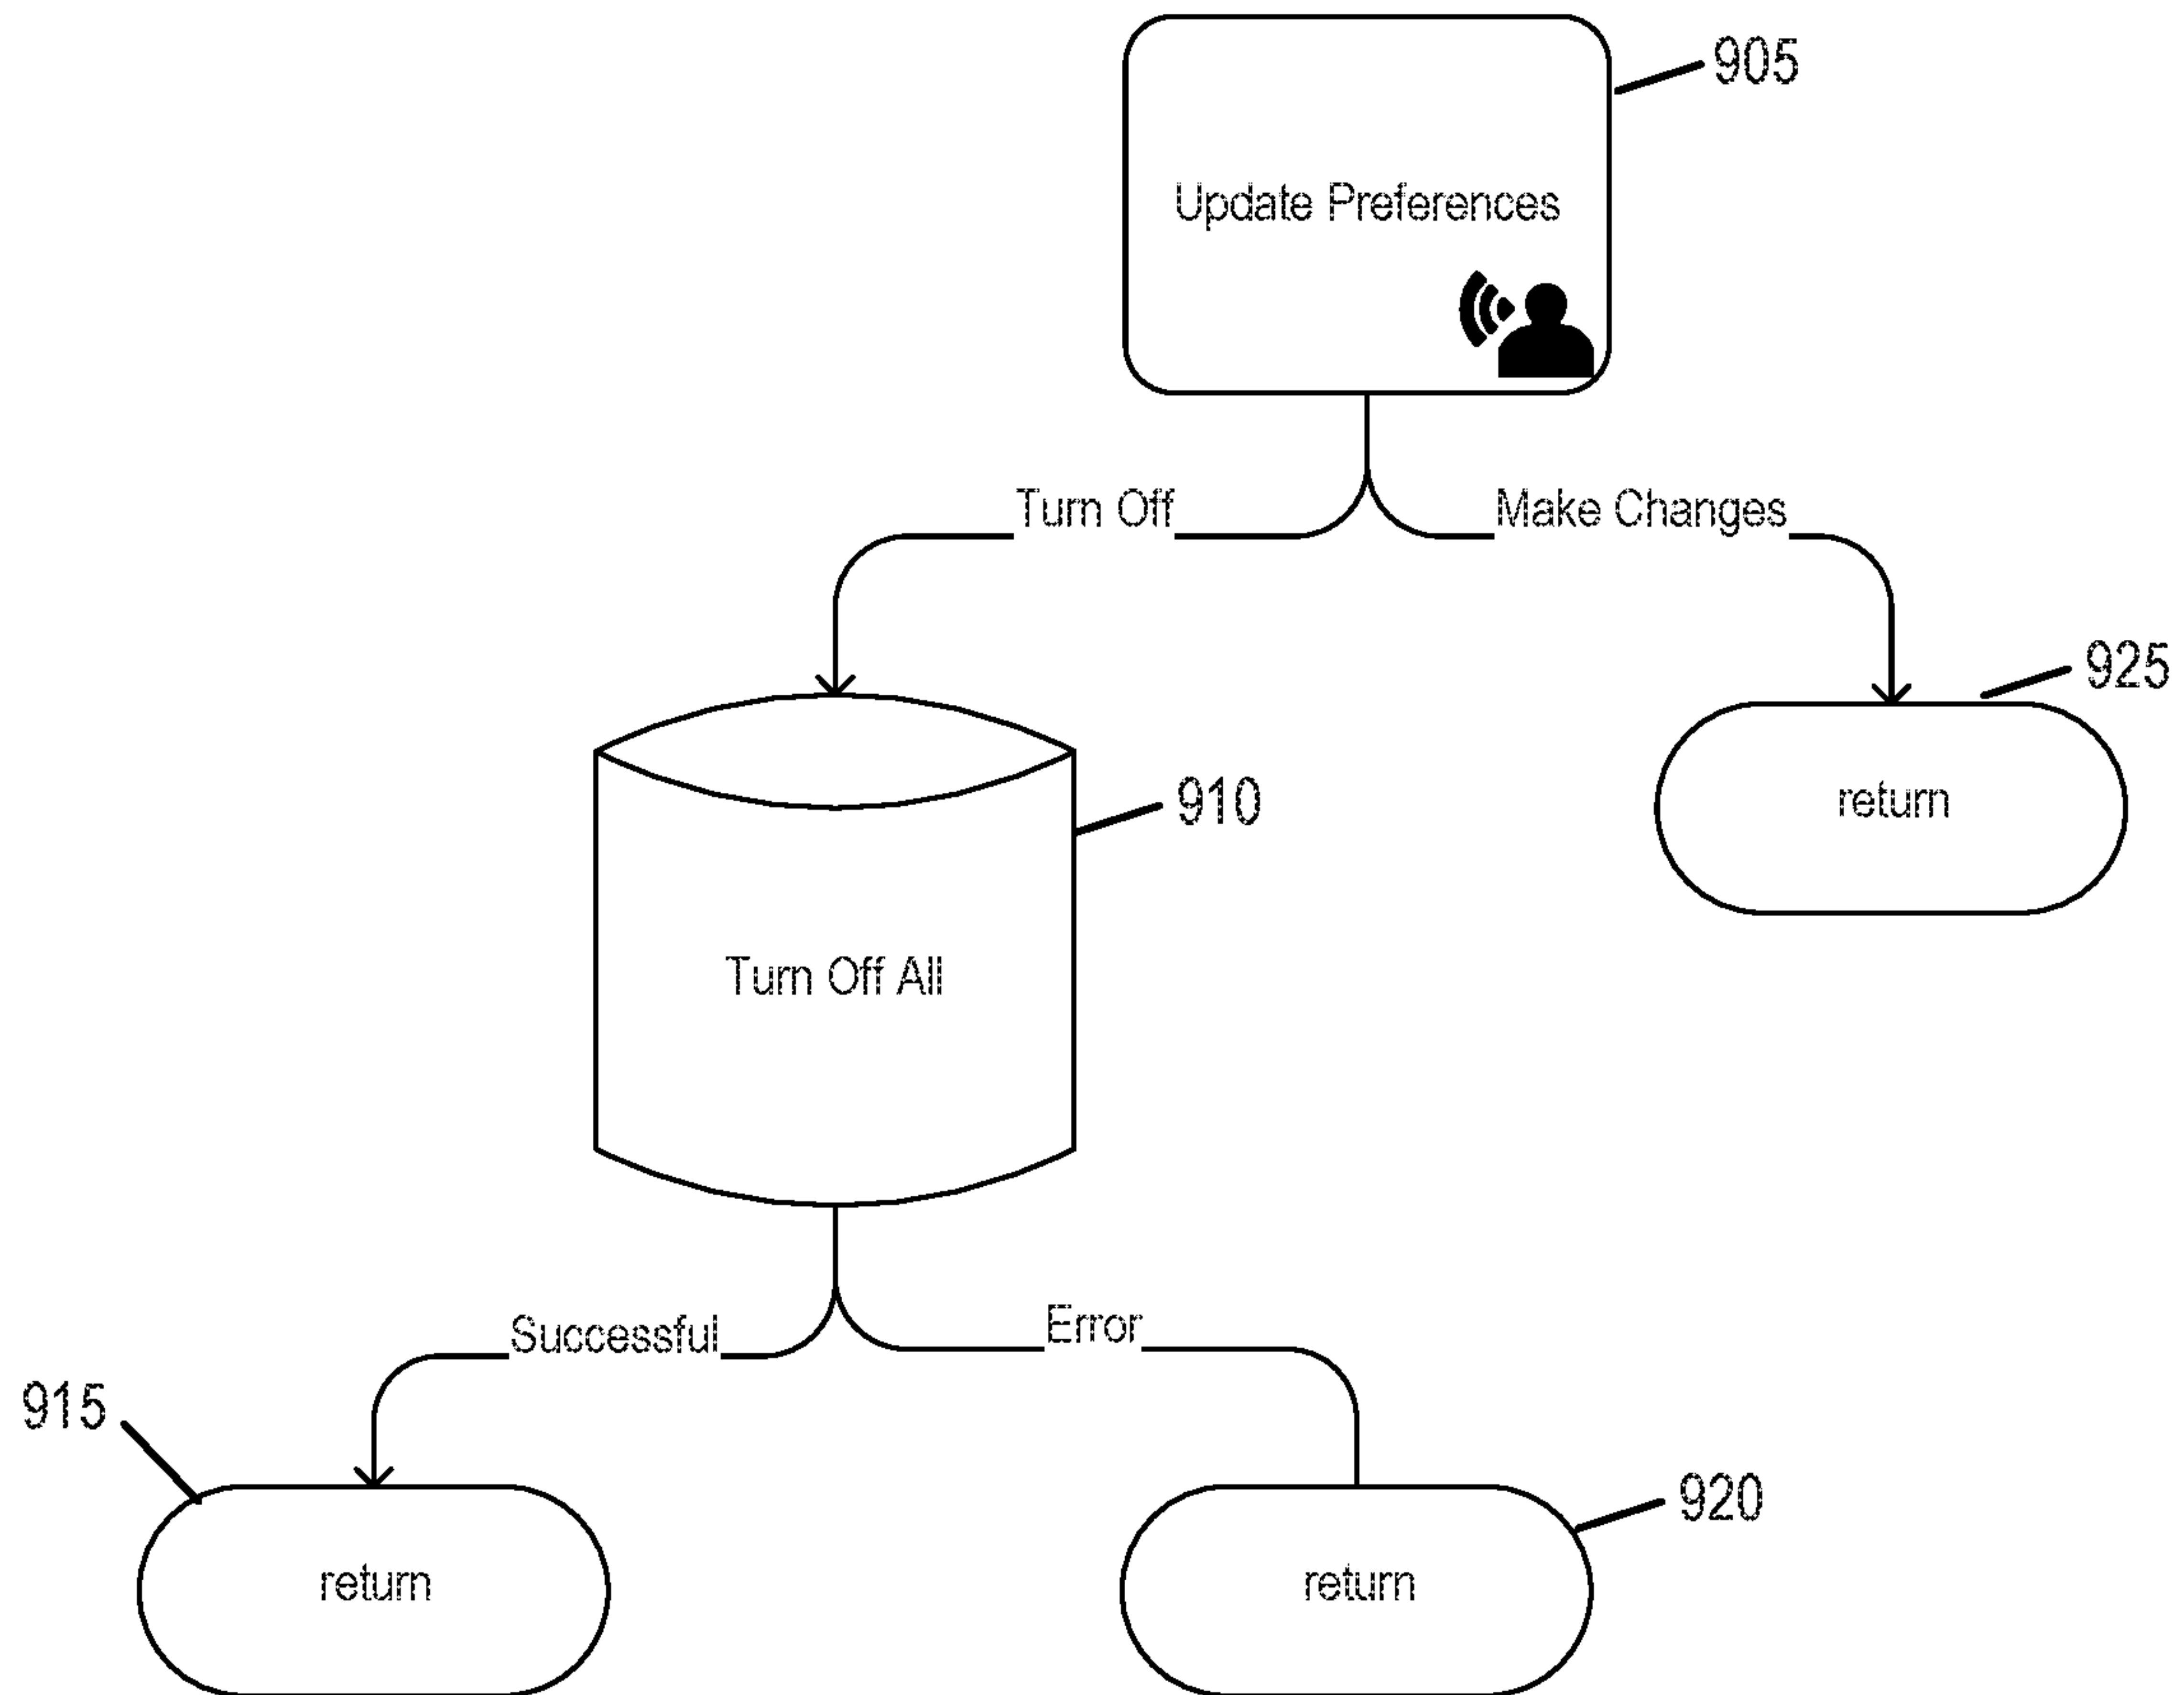 905
Update Preferences
Turn Off
Make Changes
925
910
return
Turn Off All
Successful
Error
915
920
return
return